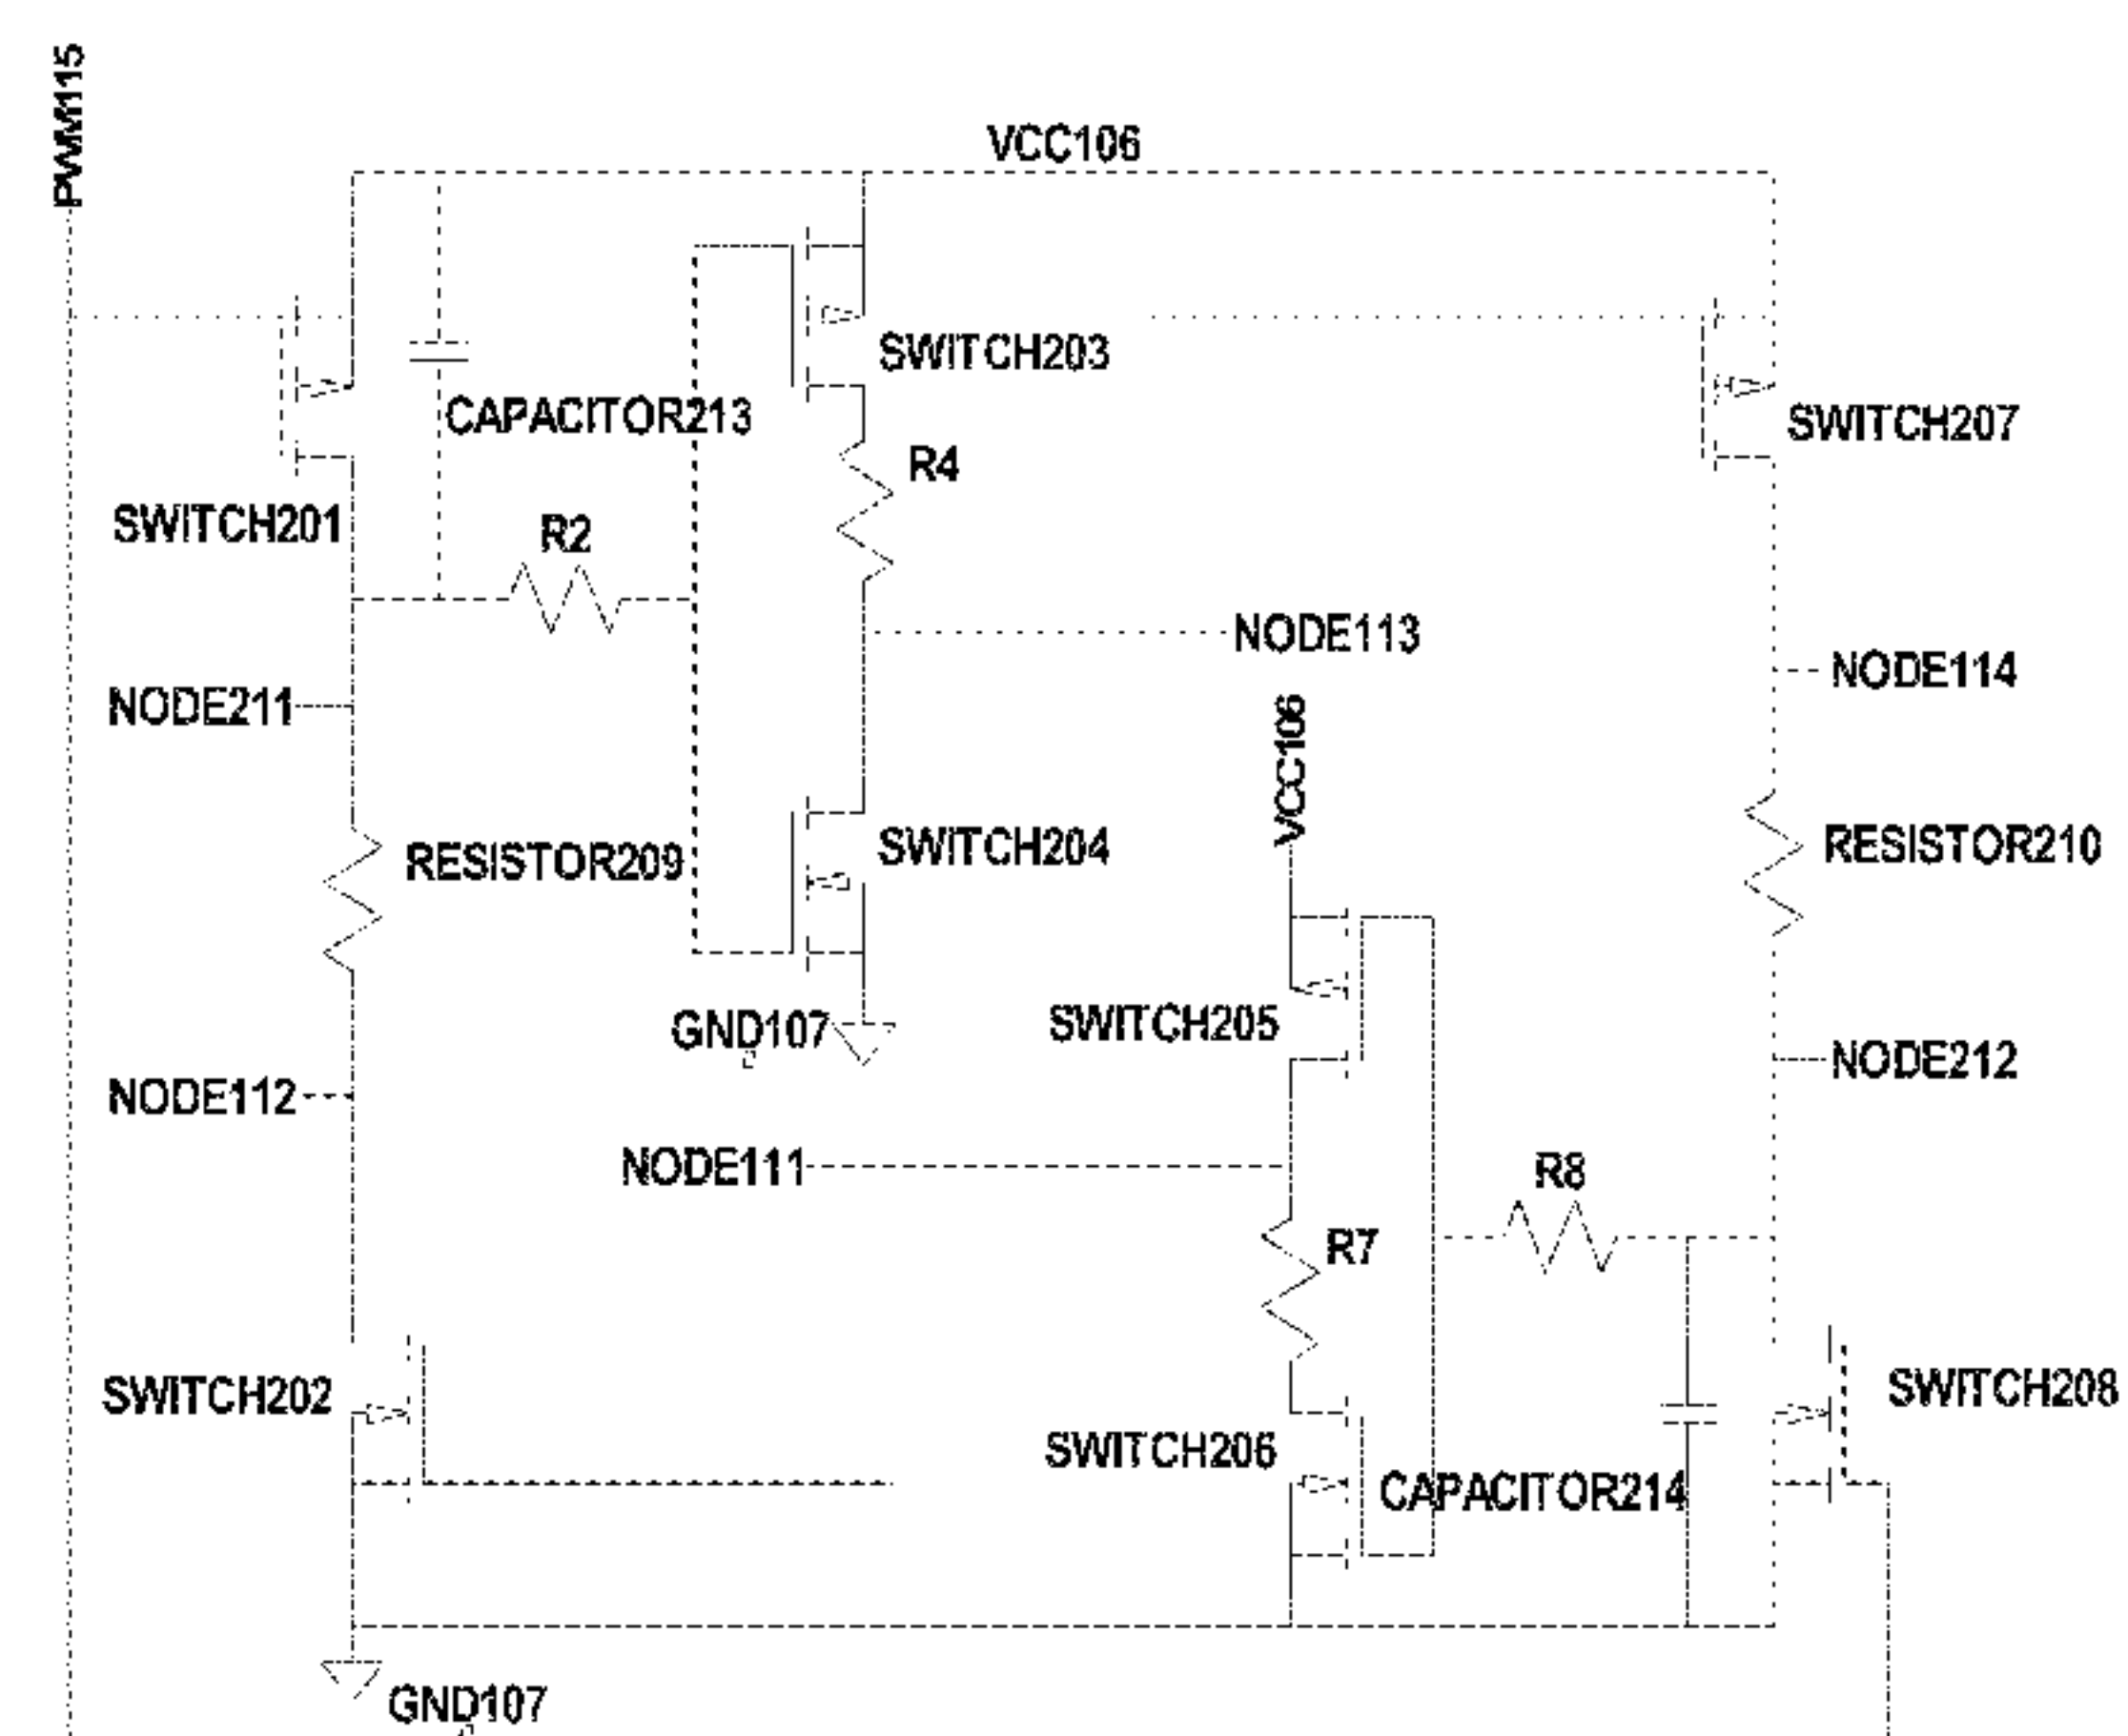 PWM115
VCC106
SWITCH203
CAPACITOR213
SWITCH207
R4
SWITCH201
R2
NODE113
NODE114
NODE211
VCC106
SWITCH204
RESISTOR209
RESISTOR210
GND107
SWITCH205
NODE212
NODE112
NODE111
R8
R7
SWITCH202
SWITCH208
SWITCH206
CAPACITOR214
GND107